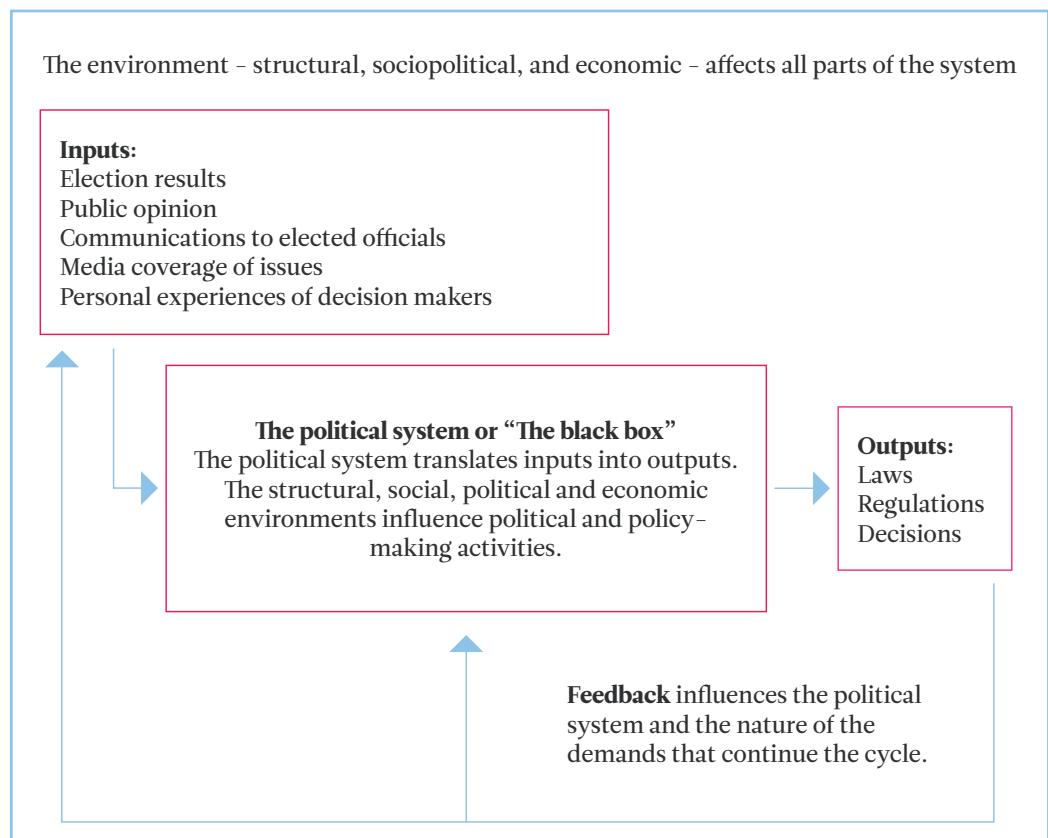 The environment – structural, sociopolitical, and economic – affects all parts of the system
Inputs:
Election results
Public opinion
Communications to elected officials
Media coverage of issues
Personal experiences of decision makers
The political system or “The black box”
The political system translates inputs into outputs.
The structural, social, political and economic
environments influence political and policy-
making activities.
Outputs:
Laws
Regulations
Decisions
Feedback influences the political
system and the nature of the
demands that continue the cycle.